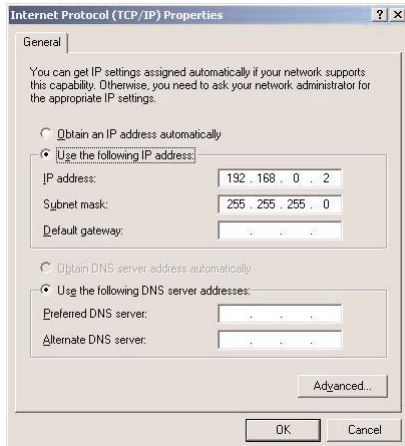 Internet Protocol (TCP/IP) Properties
General
You can get IP settings assigned automatically if your network supports
this capability. Otherwise, you need to ask your network administrator for
the appropriate IP settings.
Obtain an IP address automatically
Use the following IP address:
IP address: 192 . 168 . 0 . 2
Subnet mask: 255 . 255 . 255 . 0
Default gateway: . . .
Obtain DNS server address automatically
Use the following DNS server addresses:
Preferred DNS server: . . .
Alternate DNS server: . . .
Advanced...
OK Cancel